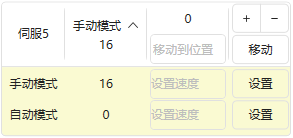 伺服5
手动模式
16
0
+
−
移动到位置
移动
手动模式 16 设置速度 设置
自动模式 0 设置速度 设置